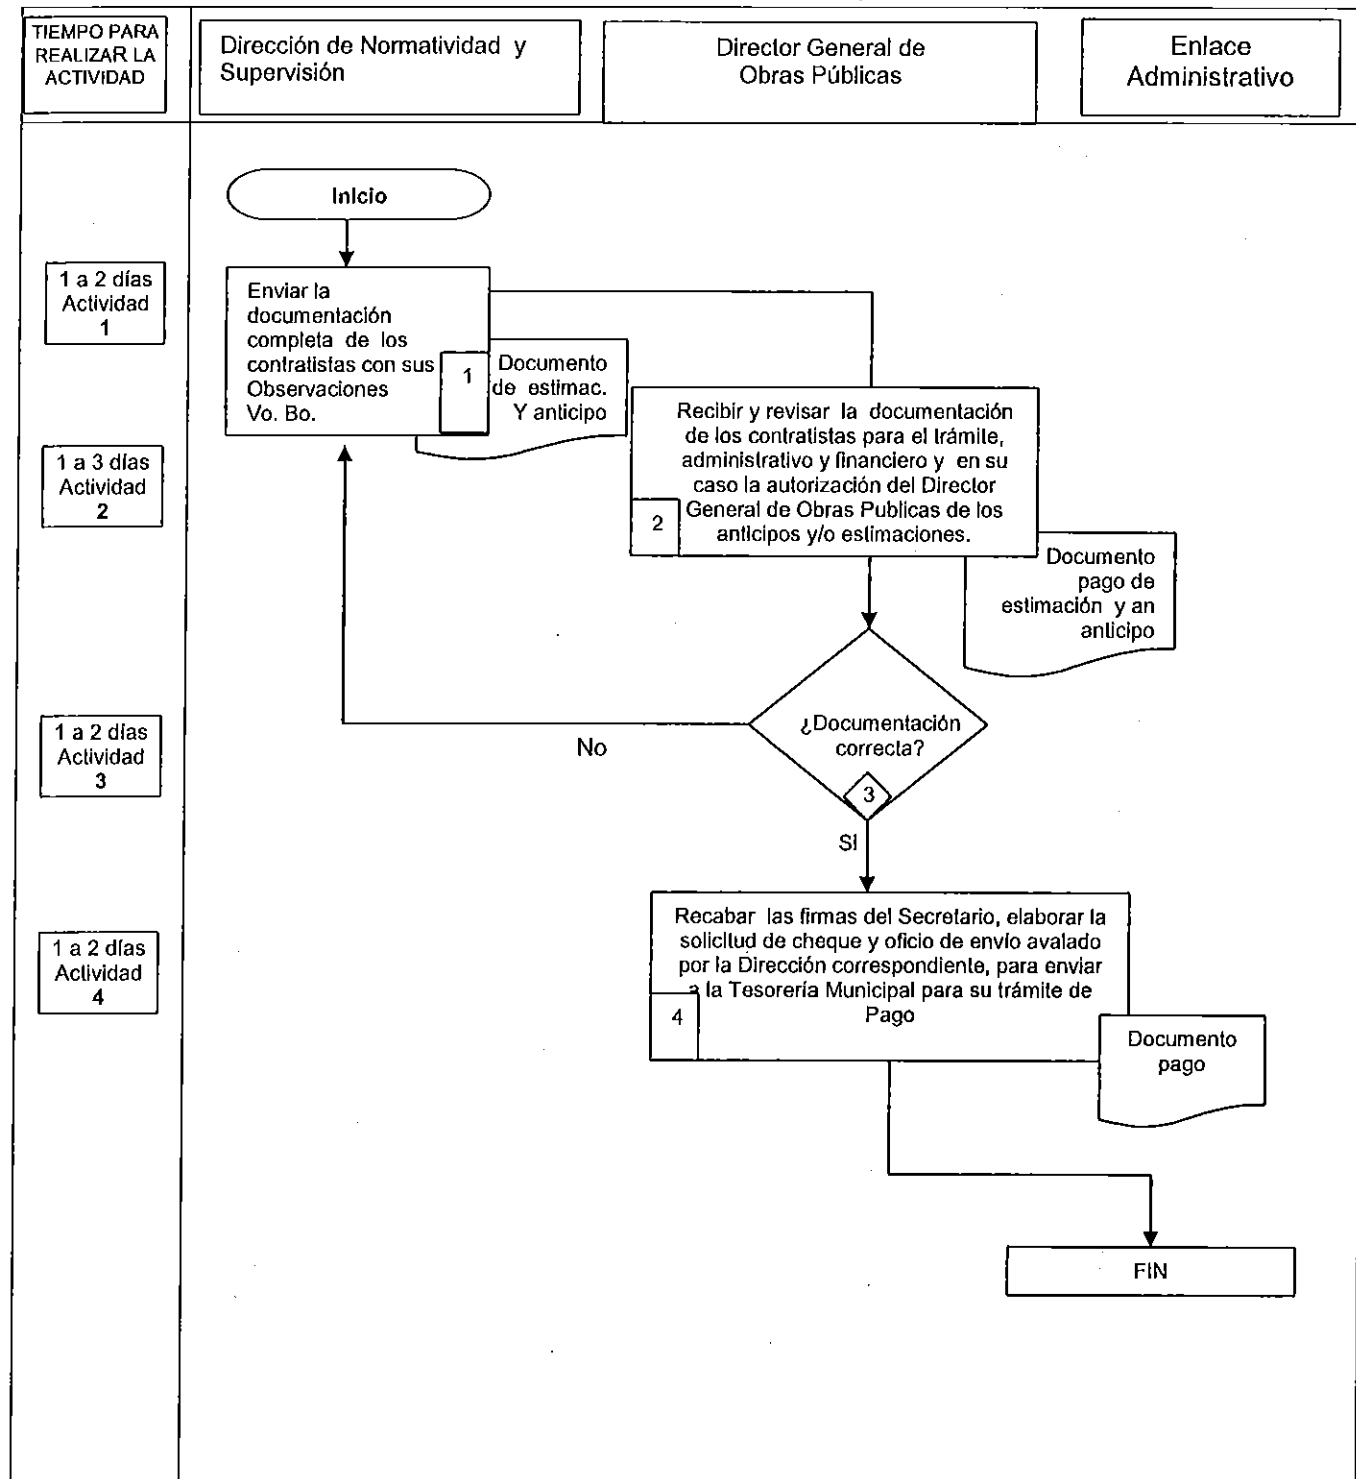 TIEMPO PARA
REALIZAR LA
ACTIVIDAD
Dirección de Normatividad y
Supervisión
Director General de
Obras Públicas
Enlace
Administrativo
Inicio
1 a 2 días
Actividad
1
Enviar la
documentación
completa de los
contratistas con sus
Observaciones
Vo. Bo.
1
Documento
de estimac.
Y anticipo
1 a 3 días
Actividad
2
Recibir y revisar la documentación
de los contratistas para el trámite,
administrativo y financiero y en su
caso la autorización del Director
General de Obras Publicas de los
anticipos y/o estimaciones.
2
Documento
pago de
estimación y an
anticipo
1 a 2 días
Actividad
3
¿Documentación
correcta?
3
No
SI
1 a 2 días
Actividad
4
Recabar las firmas del Secretario, elaborar la
solicitud de cheque y oficio de envío avalado
por la Dirección correspondiente, para enviar
a la Tesorería Municipal para su trámite de
Pago
4
Documento
pago
FIN